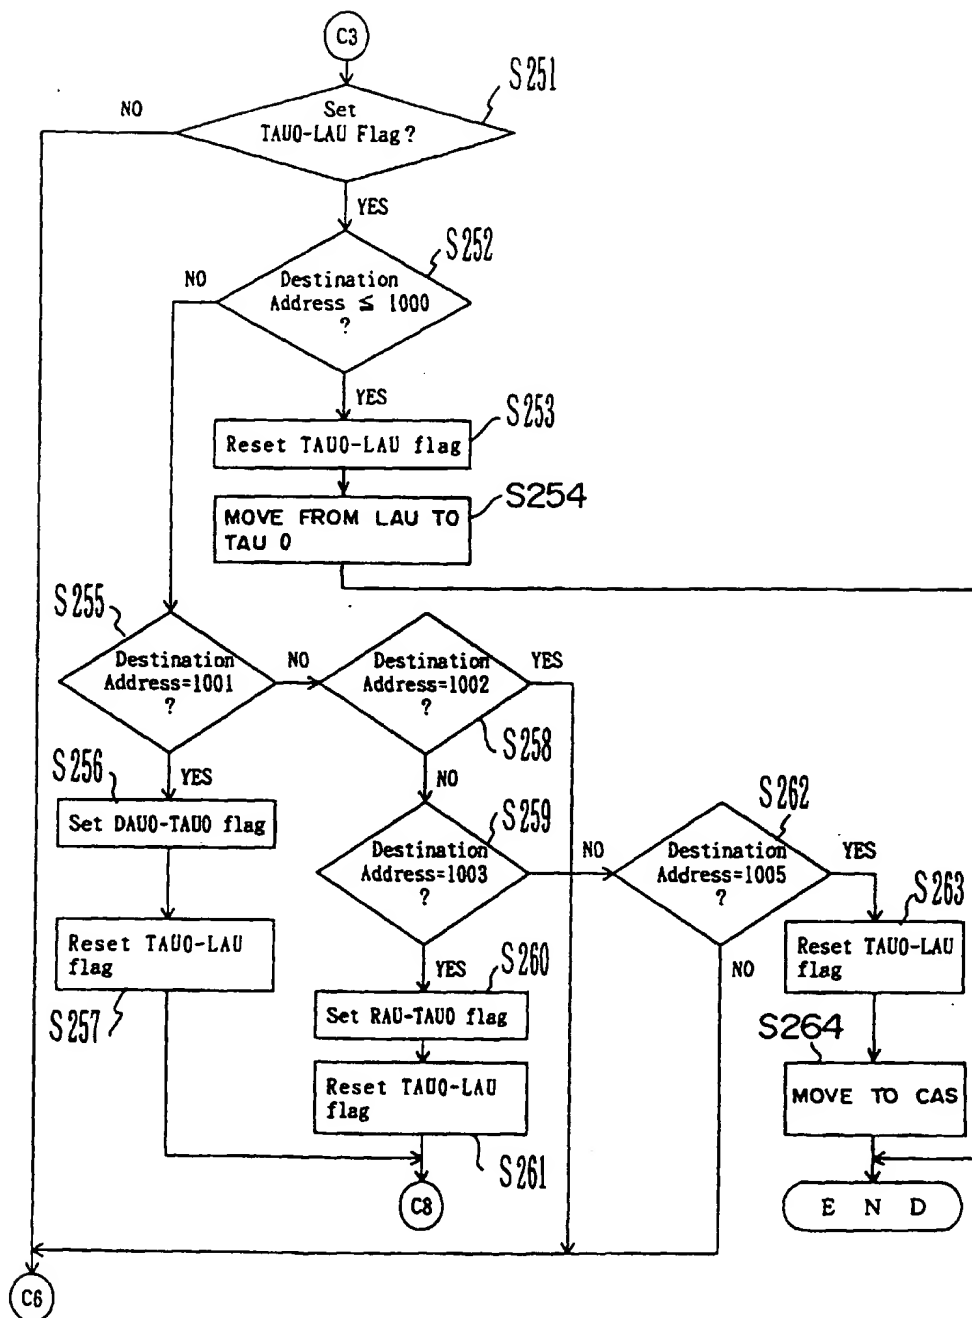 C3
S251
NO
Set
TAU0-LAU Flag?
YES
S252
NO
Destination
Address ≦ 1000
?
YES
S253
Reset TAU0-LAU flag
S254
MOVE FROM LAU TO
TAU 0
S255
Destination
Address=1001
?
NO
Destination
Address=1002
?
YES
S258
S256
YES
NO
Set DAU0-TAU0 flag
S259
Destination
Address=1003
?
NO
S262
Destination
Address=1005
?
YES
S263
Reset TAU0-LAU
flag
S257
YES
S260
NO
Reset TAU0-LAU
flag
Set RAU-TAU0 flag
S264
Reset TAU0-LAU
flag
MOVE TO CAS
S261
C8
E N D
C6